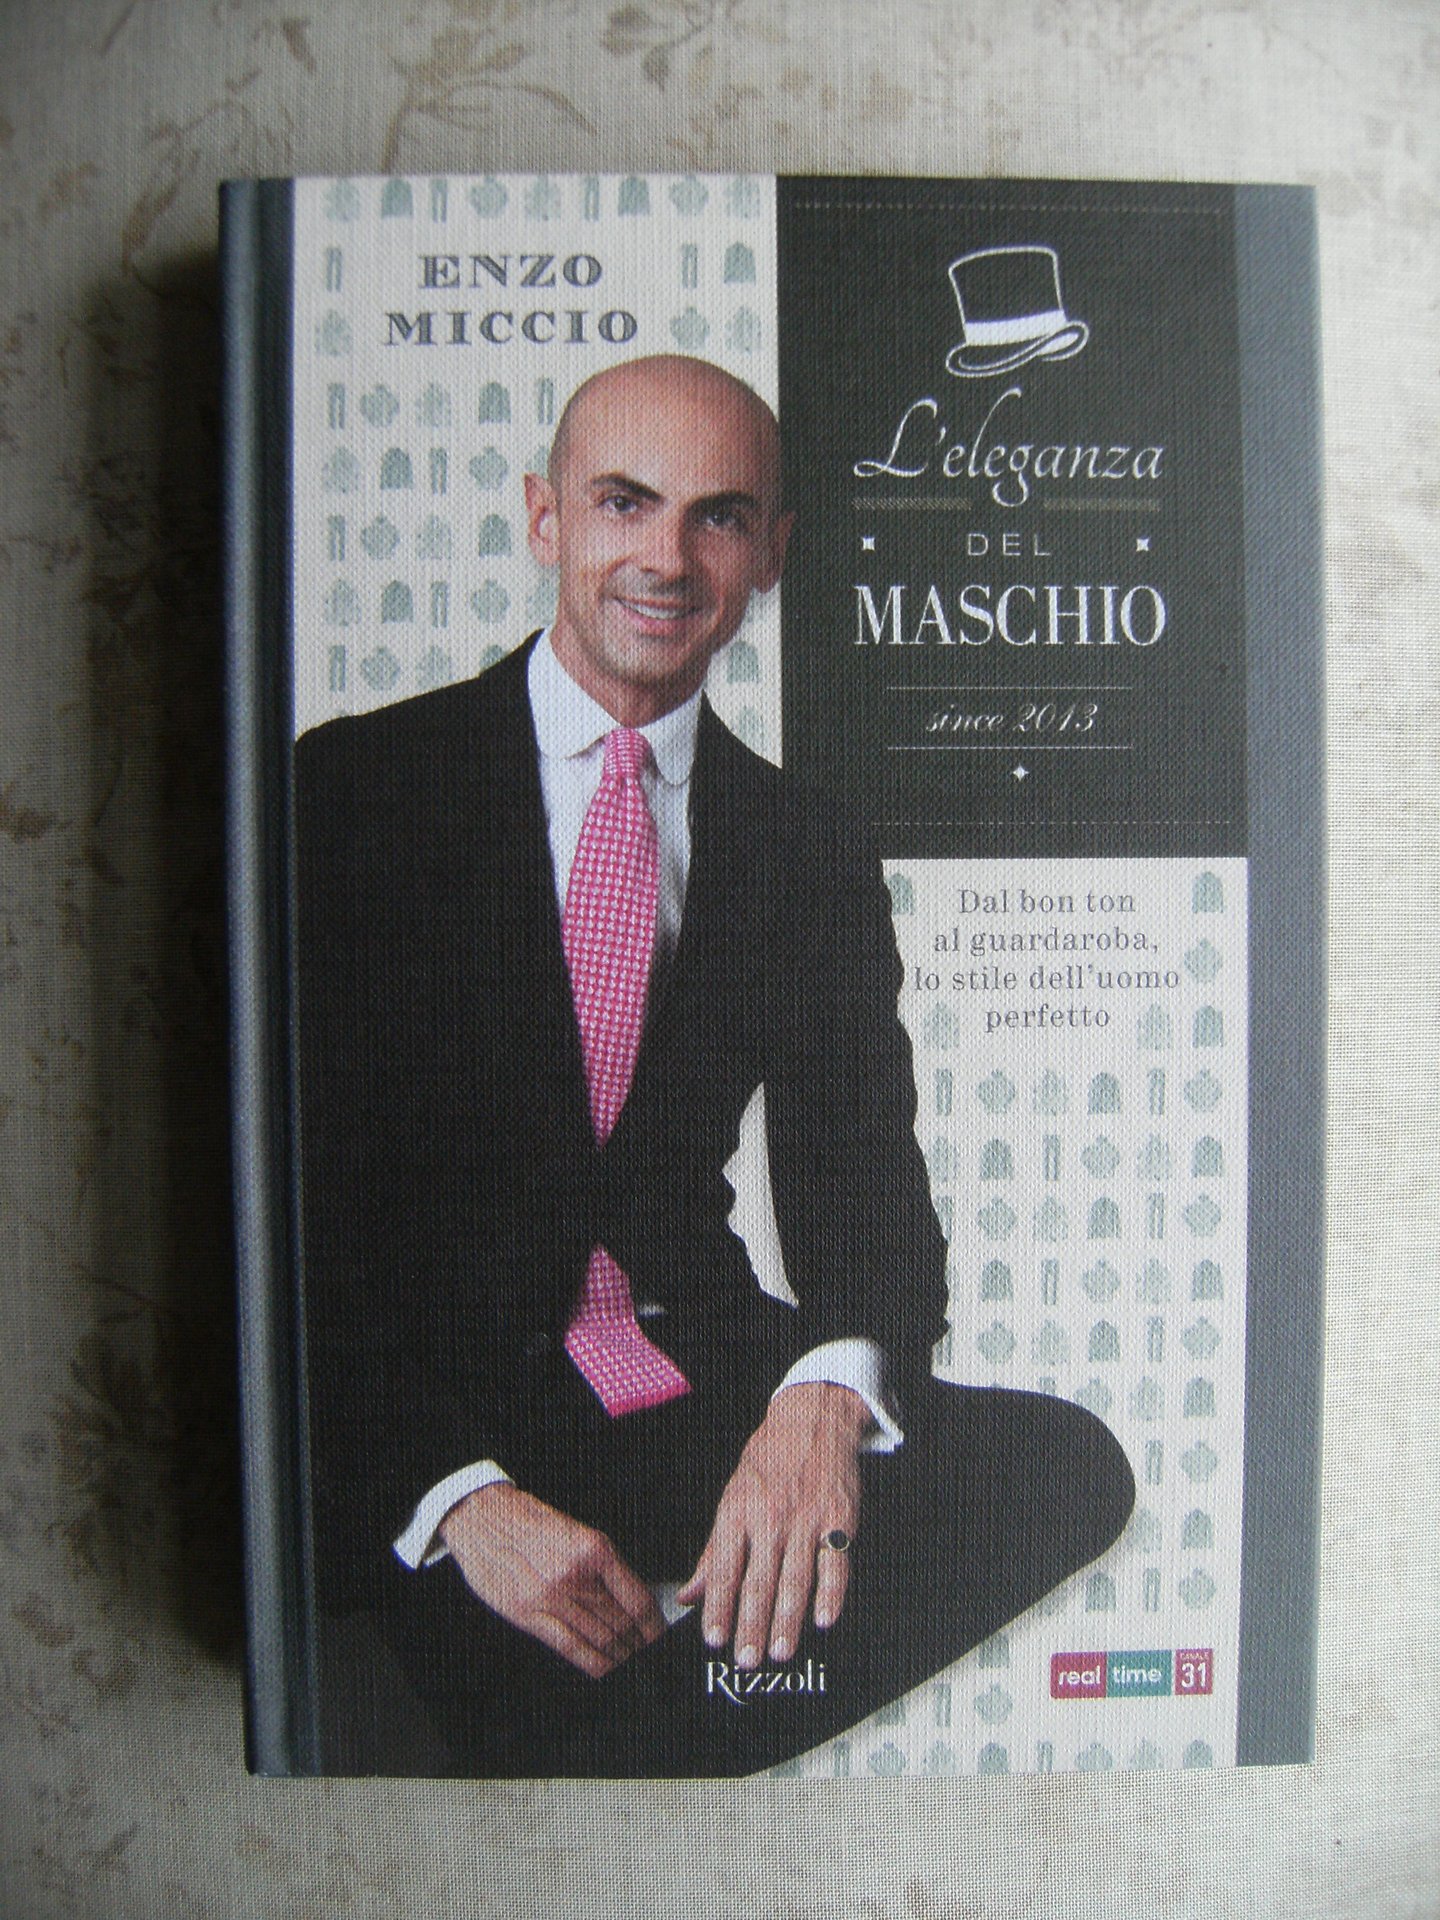 ENZO
MICCIO
L'eleganza
DEL
MASCHIO
since 2013
Dal bon ton
al guardaroba,
lo stile dell'uomo
perfetto
Rizzoli
real time CANALE 31